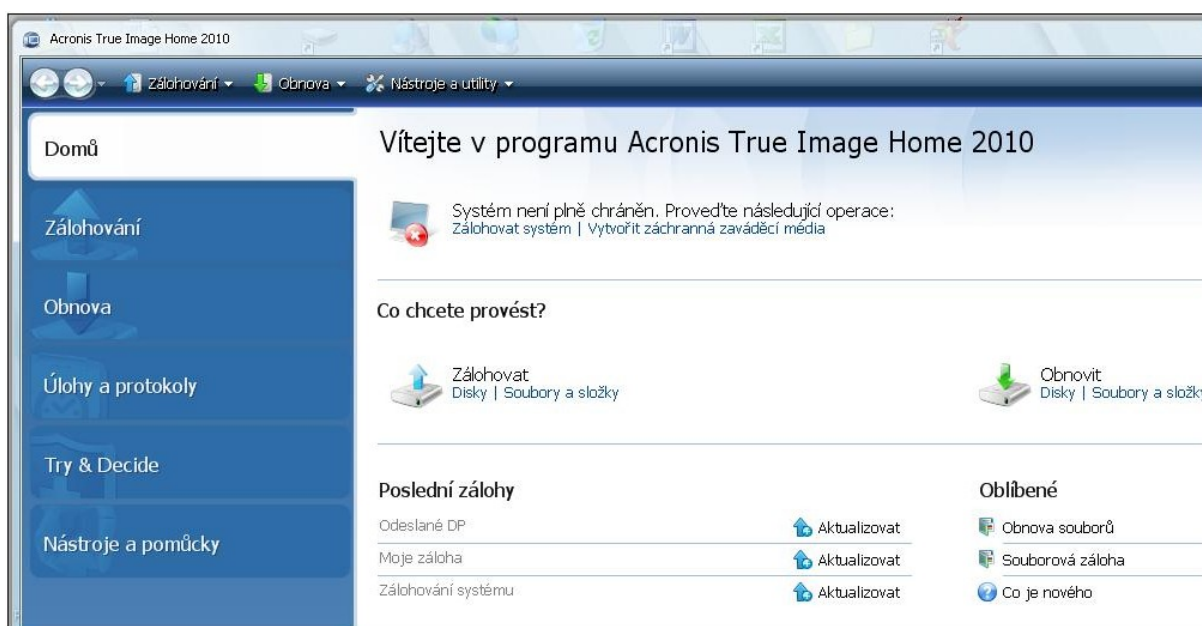 Acronis True Image Home 2010
Zálohování Obnova Nástroje a utility
Domů
Zálohování
Obnova
Úlohy a protokoly
Try & Decide
Nástroje a pomůcky
Vítejte v programu Acronis True Image Home 2010
Systém není plně chráněn. Proveďte následující operace:
Zálohovat systém | Vytvořit záchranná zaváděcí média
Co chcete provést?
Zálohovat
Disky | Soubory a složky
Obnovit
Disky | Soubory a složky
Poslední zálohy
Odeslané DP Aktualizovat
Moje záloha Aktualizovat
Zálohování systému Aktualizovat
Oblíbené
Obnova souborů
Souborová záloha
Co je nového